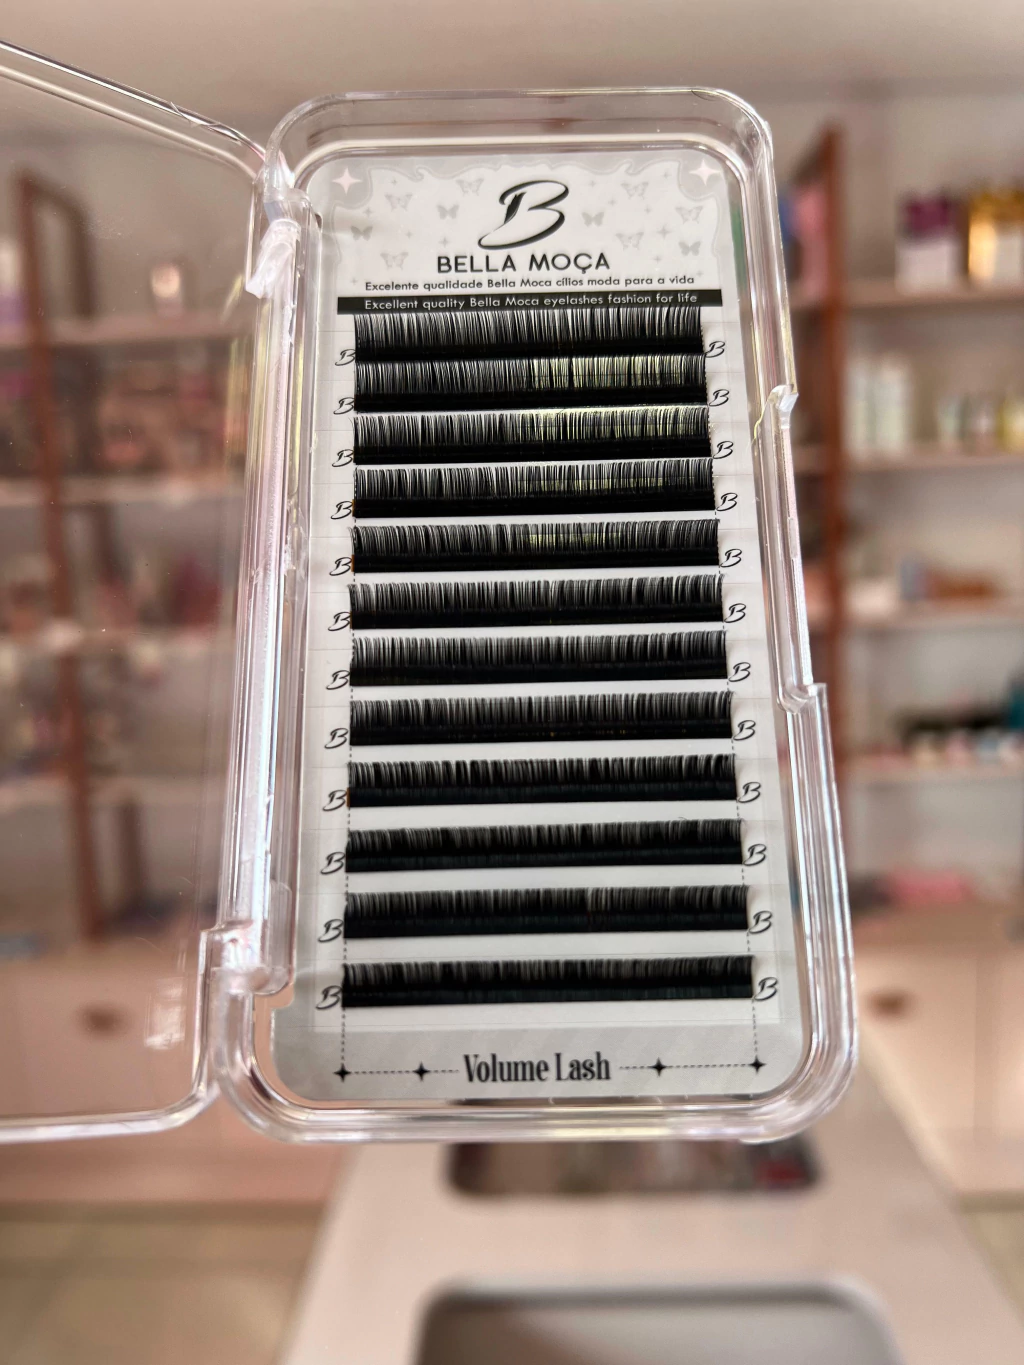 B
BELLA MOÇA
Excelente qualidade Bella Moca cílios moda para a vida
Excellent quality Bella Moca eyelashes fashion for life
B B
B B
B B
B B
B B
B B
B B
B B
B B
B B
B B
B B
Volume Lash